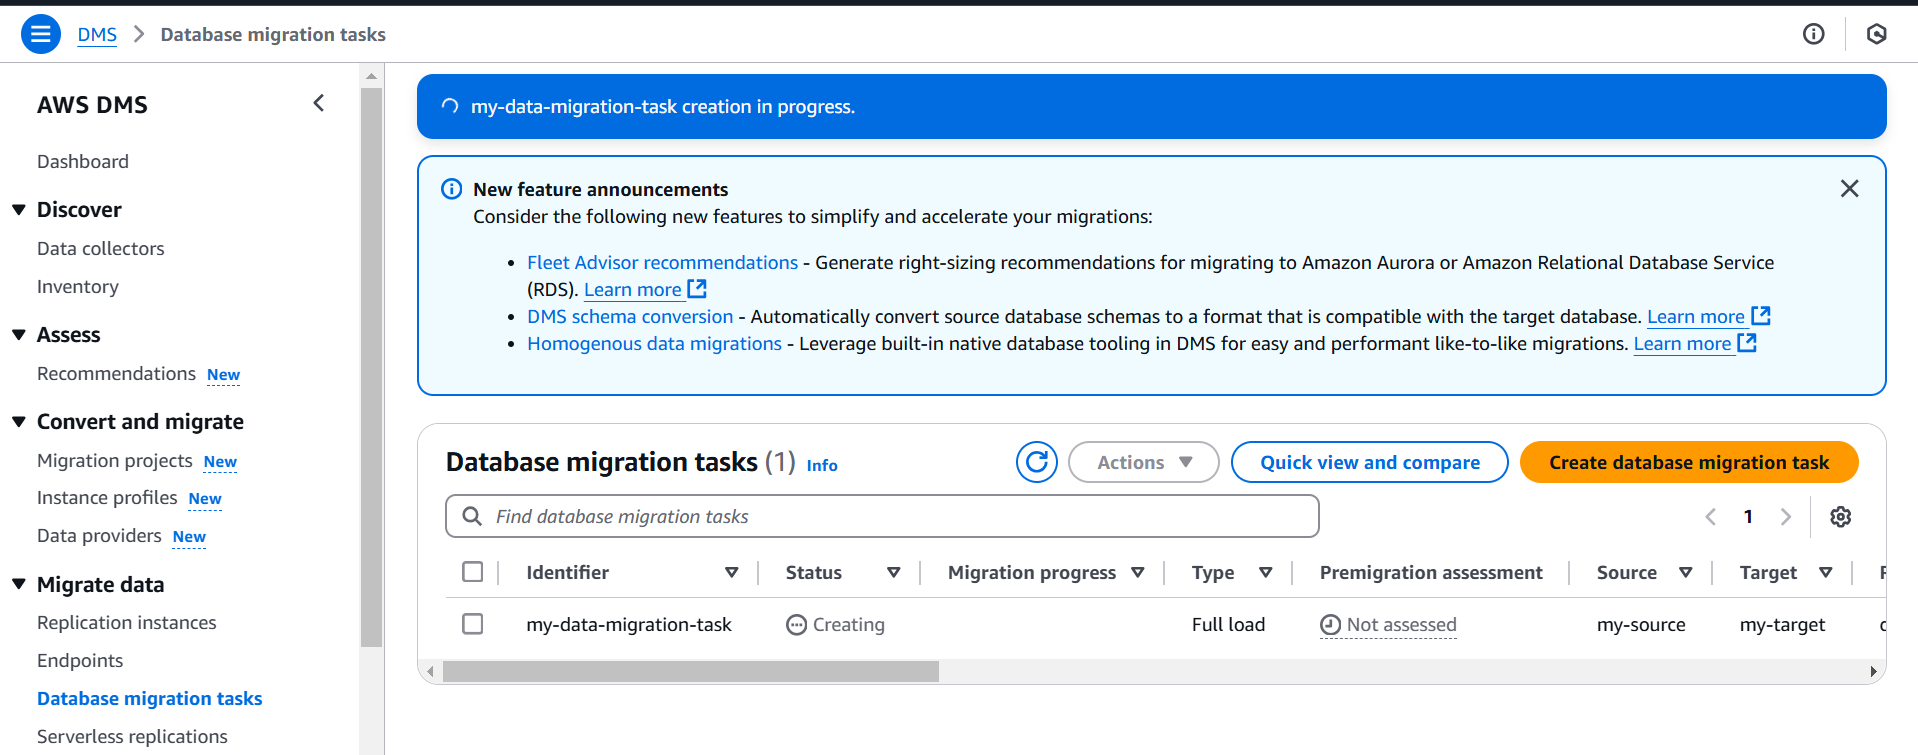 DMS > Database migration tasks
AWS DMS
Dashboard
Discover
Data collectors
Inventory
Assess
Recommendations New
Convert and migrate
Migration projects New
Instance profiles New
Data providers New
Migrate data
Replication instances
Endpoints
Database migration tasks
Serverless replications
my-data-migration-task creation in progress.
New feature announcements
Consider the following new features to simplify and accelerate your migrations:
• Fleet Advisor recommendations - Generate right-sizing recommendations for migrating to Amazon Aurora or Amazon Relational Database Service
(RDS). Learn more
• DMS schema conversion - Automatically convert source database schemas to a format that is compatible with the target database. Learn more
• Homogenous data migrations - Leverage built-in native database tooling in DMS for easy and performant like-to-like migrations. Learn more
Database migration tasks (1) Info Actions Quick view and compare Create database migration task
Find database migration tasks 1
Identifier Status Migration progress Type Premigration assessment Source Target
my-data-migration-task Creating Full load Not assessed my-source my-target